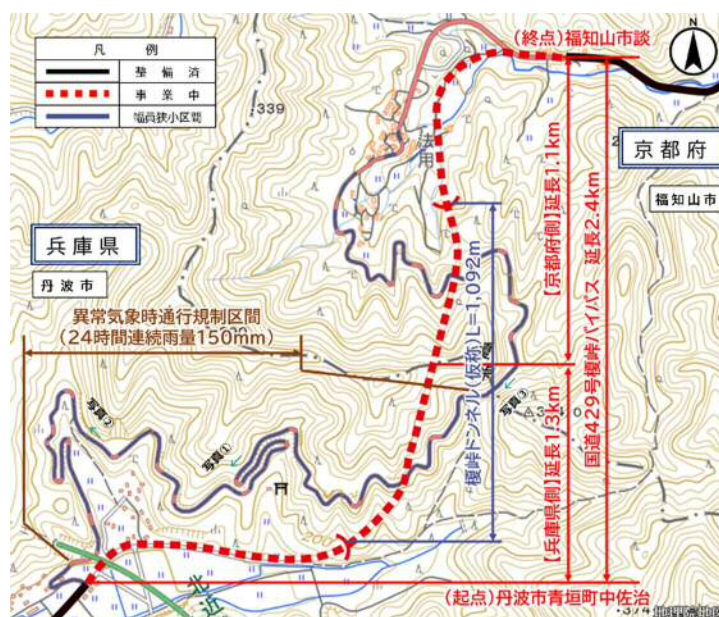 凡 例
整備済
事業中
幅員狭小区間
(終点)福知山市談
N
339
法用
京都府
福知山市
兵庫県
丹波市
【京都府側】延長1.1km
国道429号榎峠バイパス 延長2.4km
異常気象時通行規制区間
(24時間連続雨量150mm)
榎峠トンネル(仮称)L=1,092m
写真③
写真②
写真①
【兵庫県側】延長1.3km
200
北近
(起点)丹波市青垣町中佐治